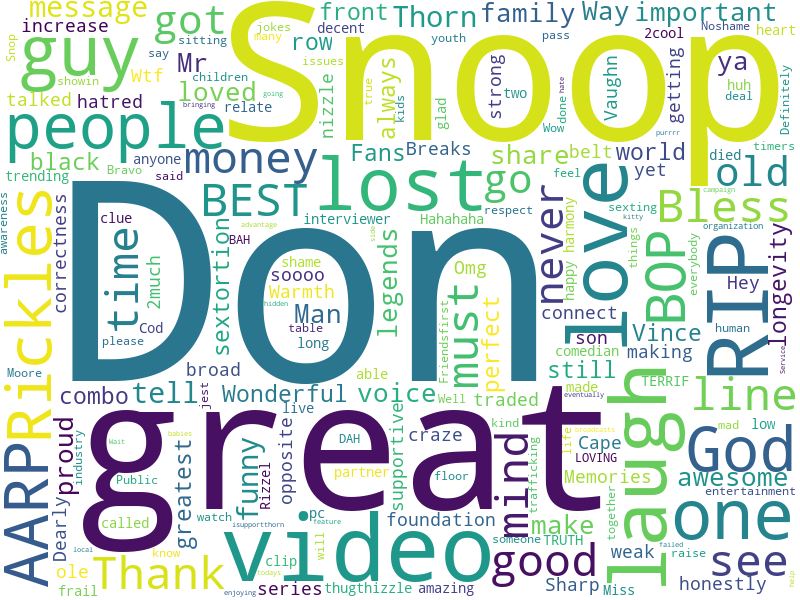 message
got
front
Thorn
family
Way
important
Snoop
jokes
Noshame
increase
guy
Mr
sitting
many
decent
row
youth
pass
2cool
heart
Snop
say
issues
ya
showin
Wtf
children
always
strong
two
Vaughn
getting
huh
talked
hatred
loved
bringing
nizzle
true
kids
glad
Wow
done
hate
deal
Definitely
people
relate
going
purrrr
timers
black
money
Fans
Breaks
share
belt
world
died
trending
Bravo
anyone
said
lost
go
feel
yet
old
awareness
Rickles
correctness
clue
BEST
interviewer
Hahahaha
respect
never
sexting
kitty
campaign
Bless
organization
Don
time
2much
BAH
advantage
shame
soooo
Warmth
side
legends
Omg
happy
harmony
love
things
BOP
everybody
RIP
longevity
Hey
sextortion
hidden
Man
must
perfect
connect
Vince
human
Service
please
Cod
table
long
Friendsfirst
son
making
Moore
broad
able
comedian
still
AARP
combo
tell
jest
Wonderful
voice
Well
traded
made
eventually
TERRIF
laugh
line
proud
great
live
kind
mad
low
industry
Wait
babies
funny
Rizzel
opposite
DAH
supportive
craze
mind
life
broadcasts
Cape
God
Dearly
Public
greatest
partner
floor
trafficking
LOVING
Memories
together
awesome
called
watch
isupportthorn
pc
foundation
someone
TRUTH
failed
entertainment
one
local
know
video
feature
make
weak
raise
see
ole
Thank
todays
clip
will
good
Sharp
Miss
honestly
help
frail
enjoying
series
thugthizzle
amazing